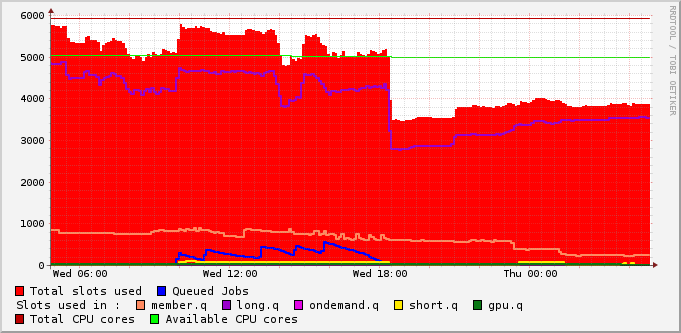 6000
5000
4000
3000
2000
1000
0
Wed 06:00 Wed 12:00 Wed 18:00 Thu 00:00
RRDTOOL / TOBI OETIKER
Total slots used Queued Jobs
Slots used in : member.q long.q ondemand.q short.q gpu.q
Total CPU cores Available CPU cores